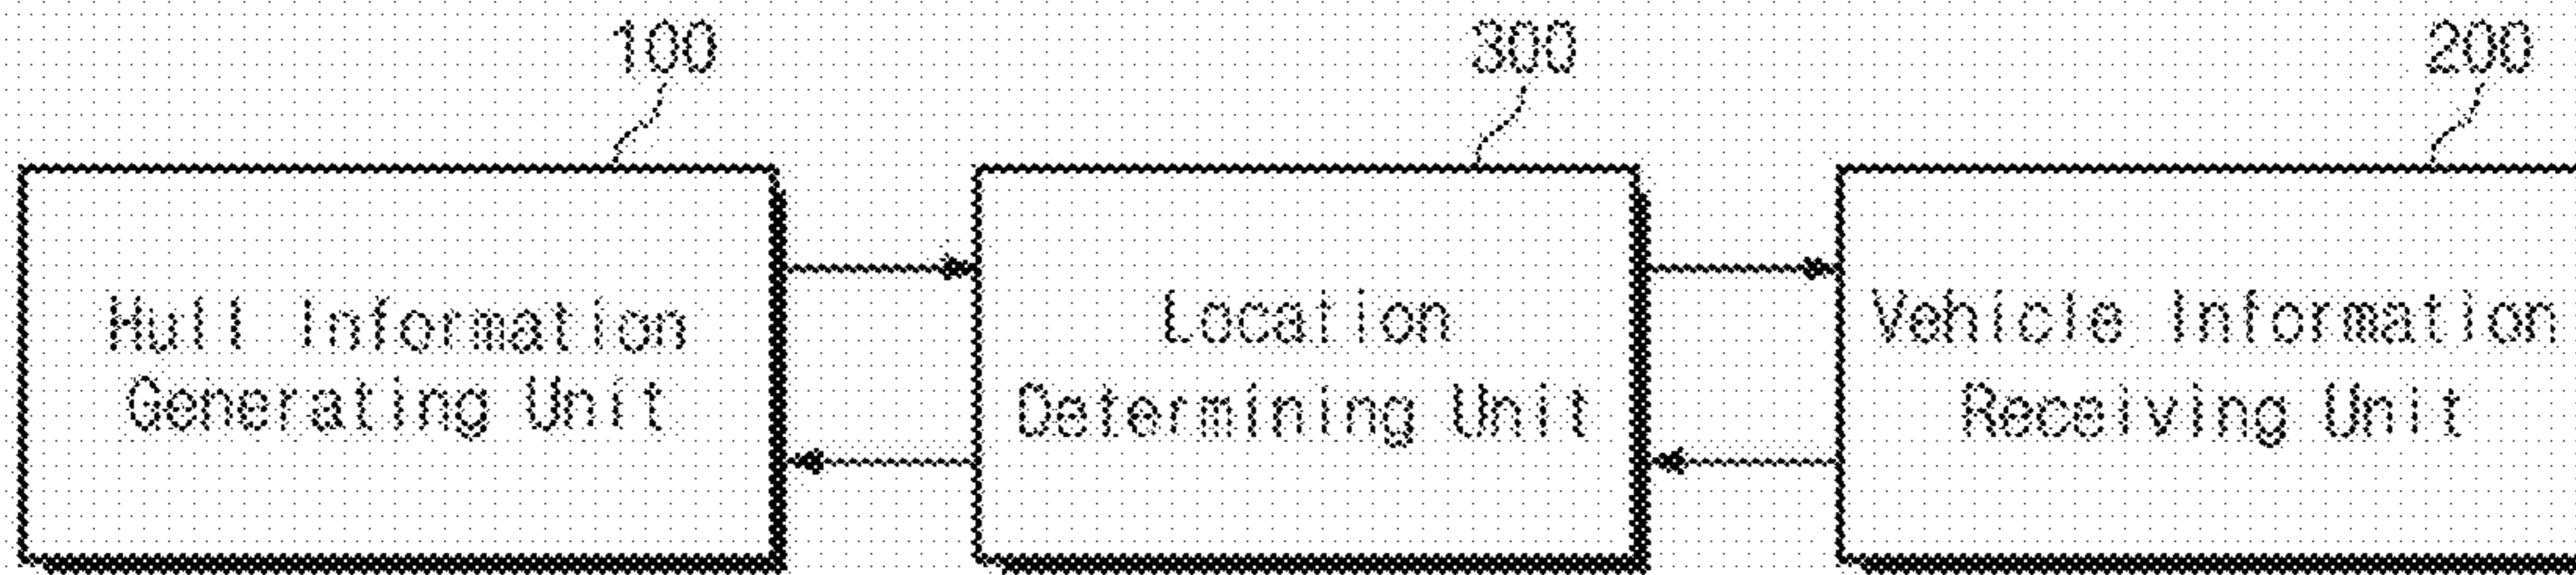 100
300
200
Hull Information
Generating Unit
Location
Determining Unit
Vehicle Information
Receiving Unit